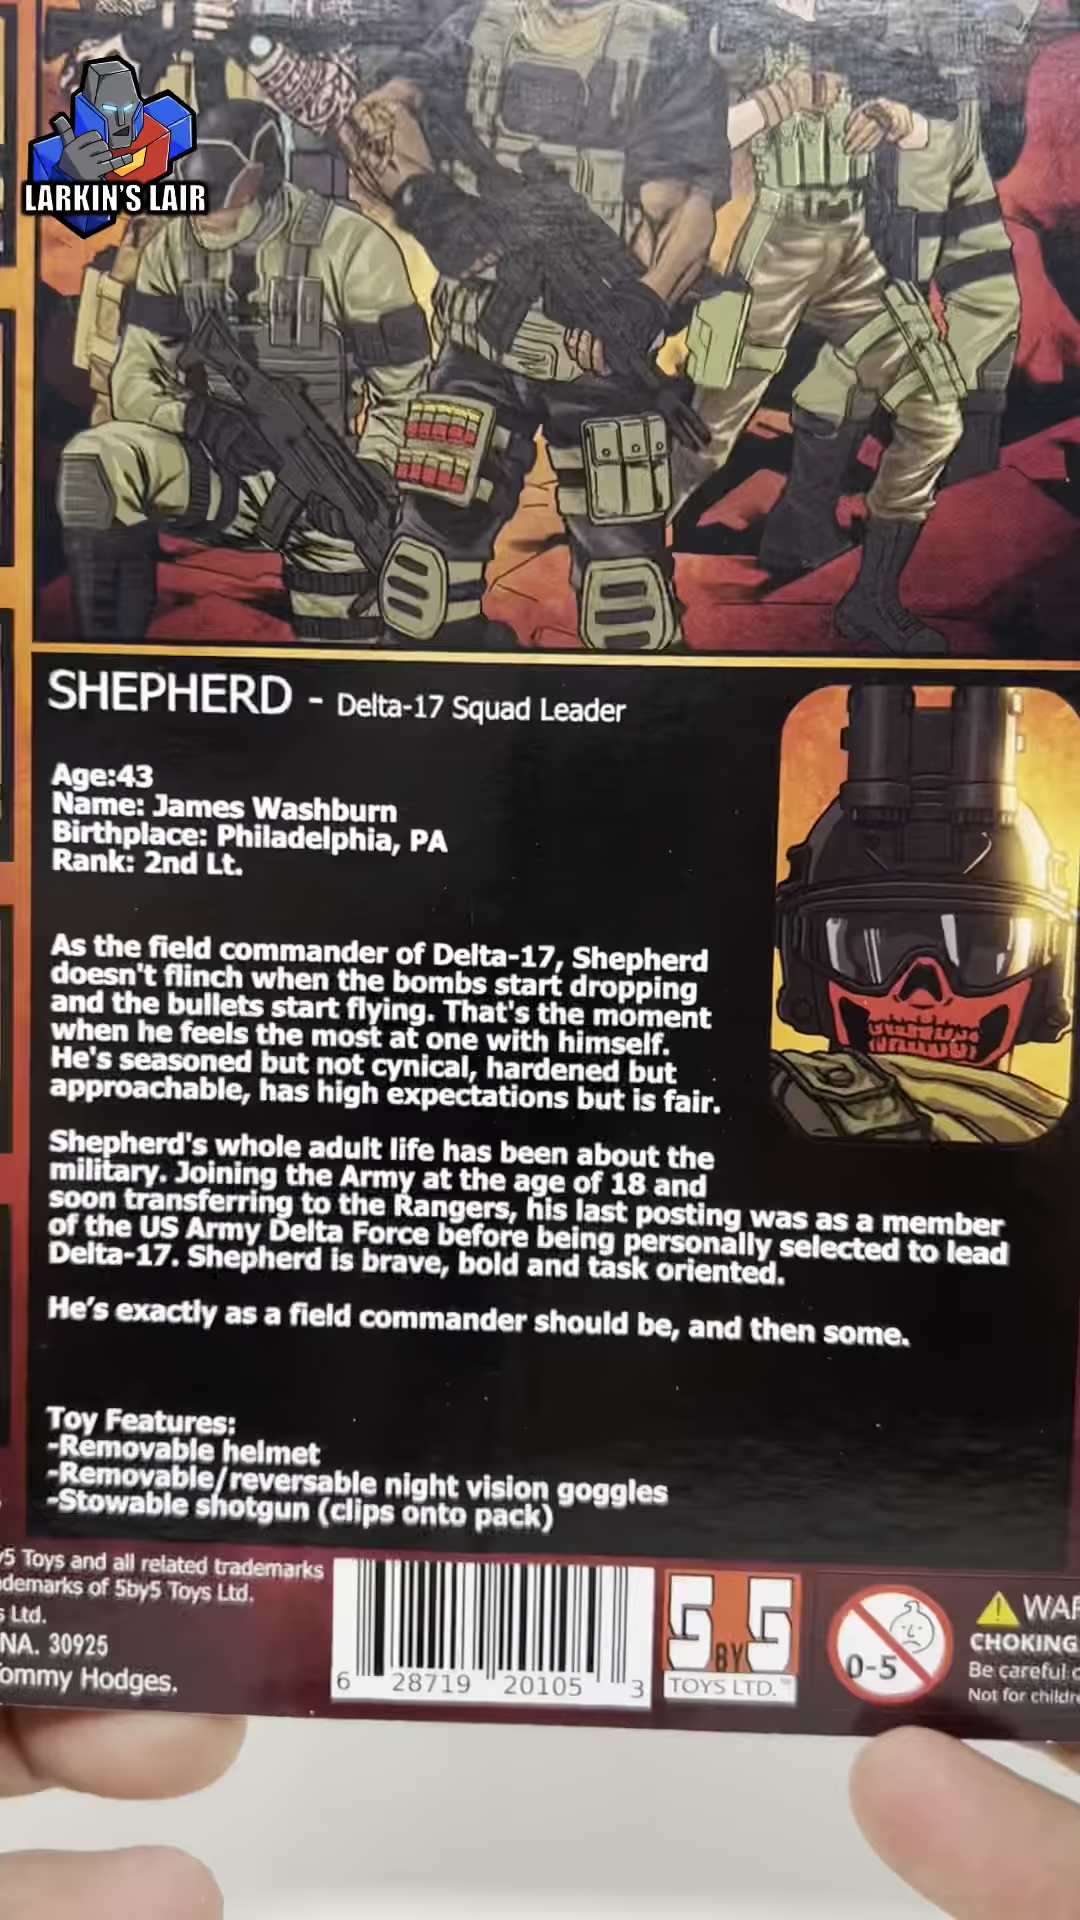 LARKIN'S LAIR
SHEPHERD - Delta-17 Squad Leader
Age:43
Name: James Washburn
Birthplace: Philadelphia, PA
Rank: 2nd Lt.
As the field commander of Delta-17, Shepherd
doesn't flinch when the bombs start dropping
and the bullets start flying. That's the moment
when he feels the most at one with himself.
He's seasoned but not cynical, hardened but
approachable, has high expectations but is fair.
Shepherd's whole adult life has been about the
military. Joining the Army at the age of 18 and
soon transferring to the Rangers, his last posting was as a member
of the US Army Delta Force before being personally selected to lead
Delta-17. Shepherd is brave, bold and task oriented.
He's exactly as a field commander should be, and then some.
Toy Features:
-Removable helmet
-Removable/reversable night vision goggles
-Stowable shotgun (clips onto pack)
y5 Toys and all related trademarks
demarks of 5by5 Toys Ltd.
s Ltd.
NA. 30925
ommy Hodges.
6 28719 20105 3
5 BY 5
TOYS LTD.™
0-5
WAR
CHOKING
Be careful
Not for childre